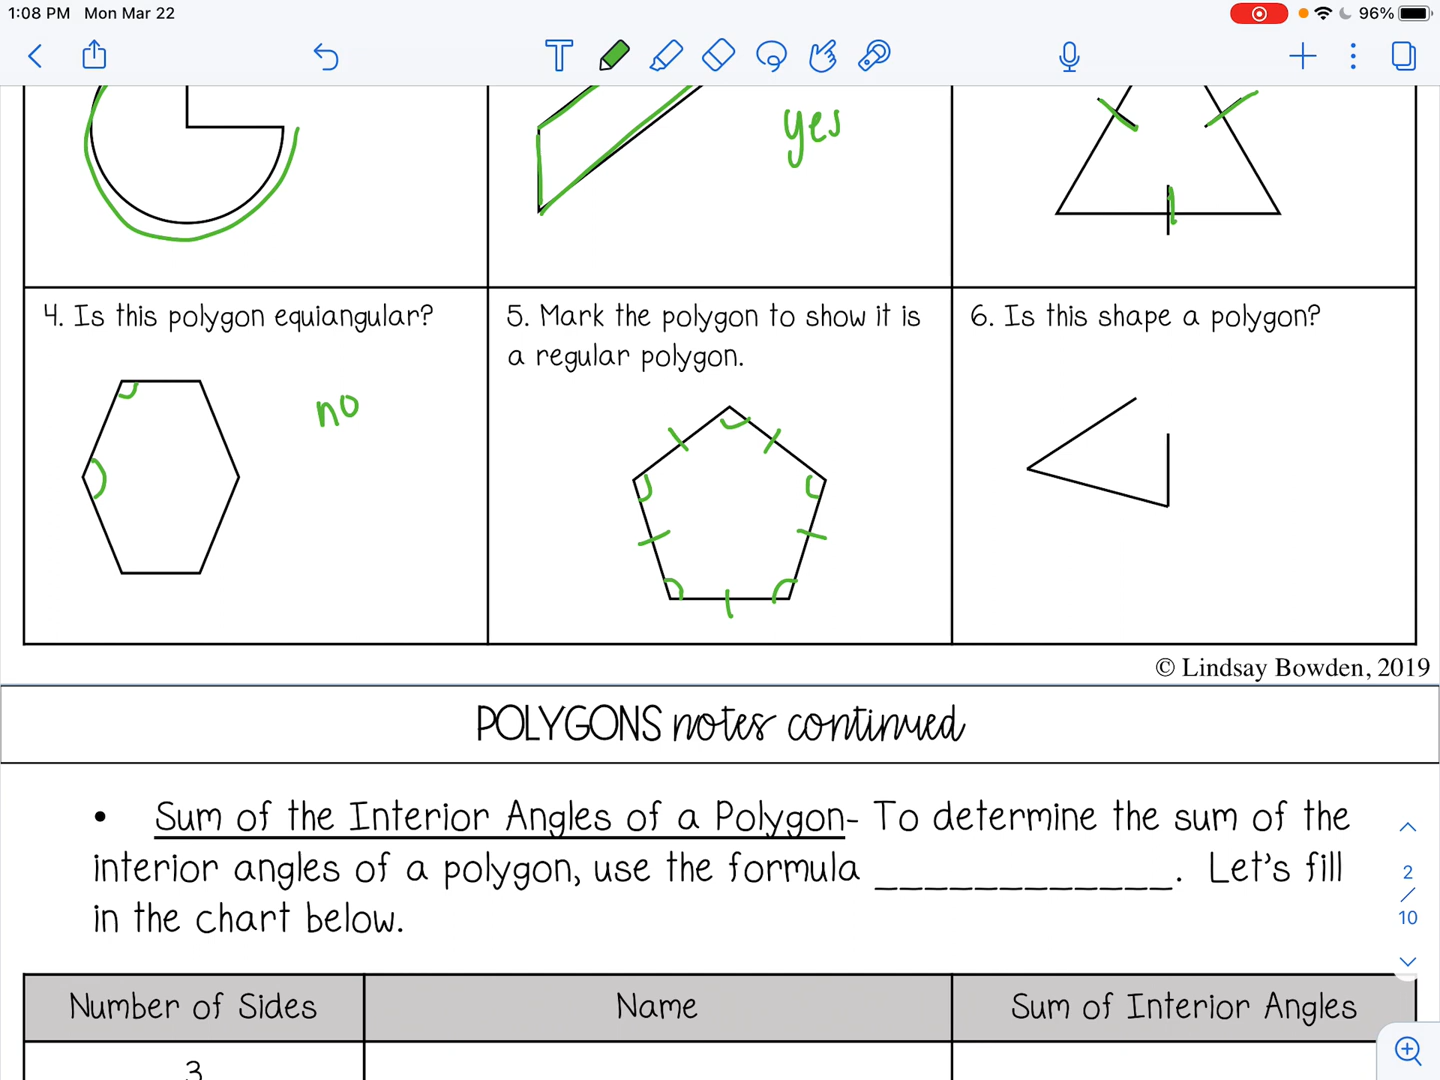 1:08 PM Mon Mar 22
96%
T
yes
4. Is this polygon equiangular?
no
5. Mark the polygon to show it is
a regular polygon.
6. Is this shape a polygon?
© Lindsay Bowden, 2019
POLYGONS notes continued
• Sum of the Interior Angles of a Polygon- To determine the sum of the
interior angles of a polygon, use the formula ____________. Let's fill
in the chart below.
2
/
10
Number of Sides
Name
Sum of Interior Angles
3